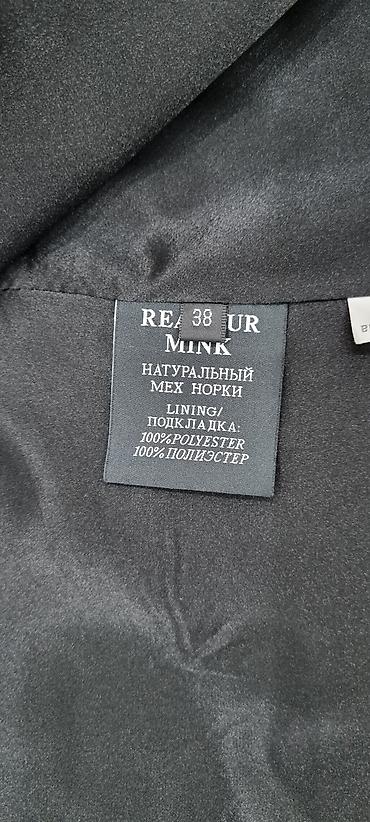 38
REA UR
MINK
НАТУРАЛЬНЫЙ
МЕХ НОРКИ
LINING/
ПОДКЛАДКА:
100%POLYESTER
100%ПОЛИЭСТЕР